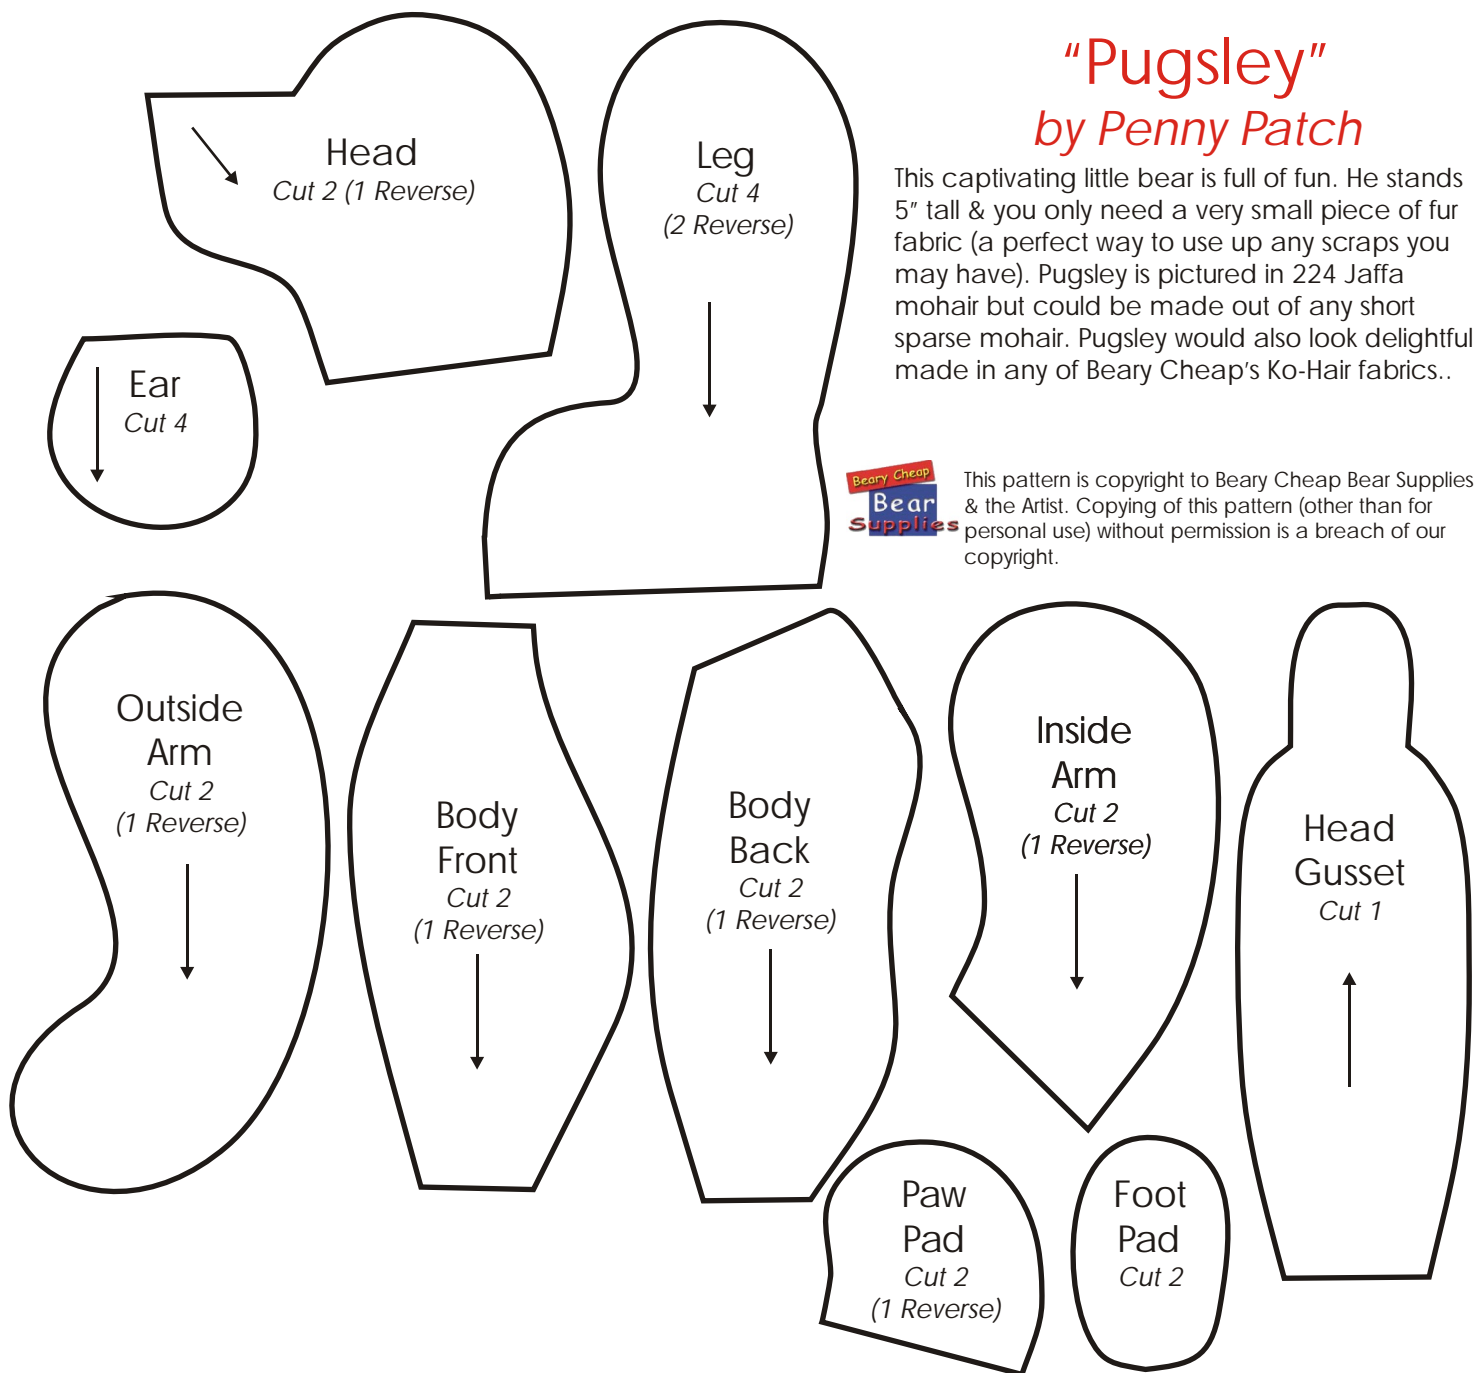 "Pugsley"
by Penny Patch
This captivating little bear is full of fun. He stands
5" tall & you only need a very small piece of fur
fabric (a perfect way to use up any scraps you
may have). Pugsley is pictured in 224 Jaffa
mohair but could be made out of any short
sparse mohair. Pugsley would also look delightful
made in any of Beary Cheap's Ko-Hair fabrics..
Head
Cut 2 (1 Reverse)
Leg
Cut 4
(2 Reverse)
Ear
Cut 4
Beary Cheap
Bear
Supplies
This pattern is copyright to Beary Cheap Bear Supplies
& the Artist. Copying of this pattern (other than for
personal use) without permission is a breach of our
copyright.
Outside
Arm
Cut 2
(1 Reverse)
Body
Front
Cut 2
(1 Reverse)
Body
Back
Cut 2
(1 Reverse)
Inside
Arm
Cut 2
(1 Reverse)
Head
Gusset
Cut 1
Paw
Pad
Cut 2
(1 Reverse)
Foot
Pad
Cut 2